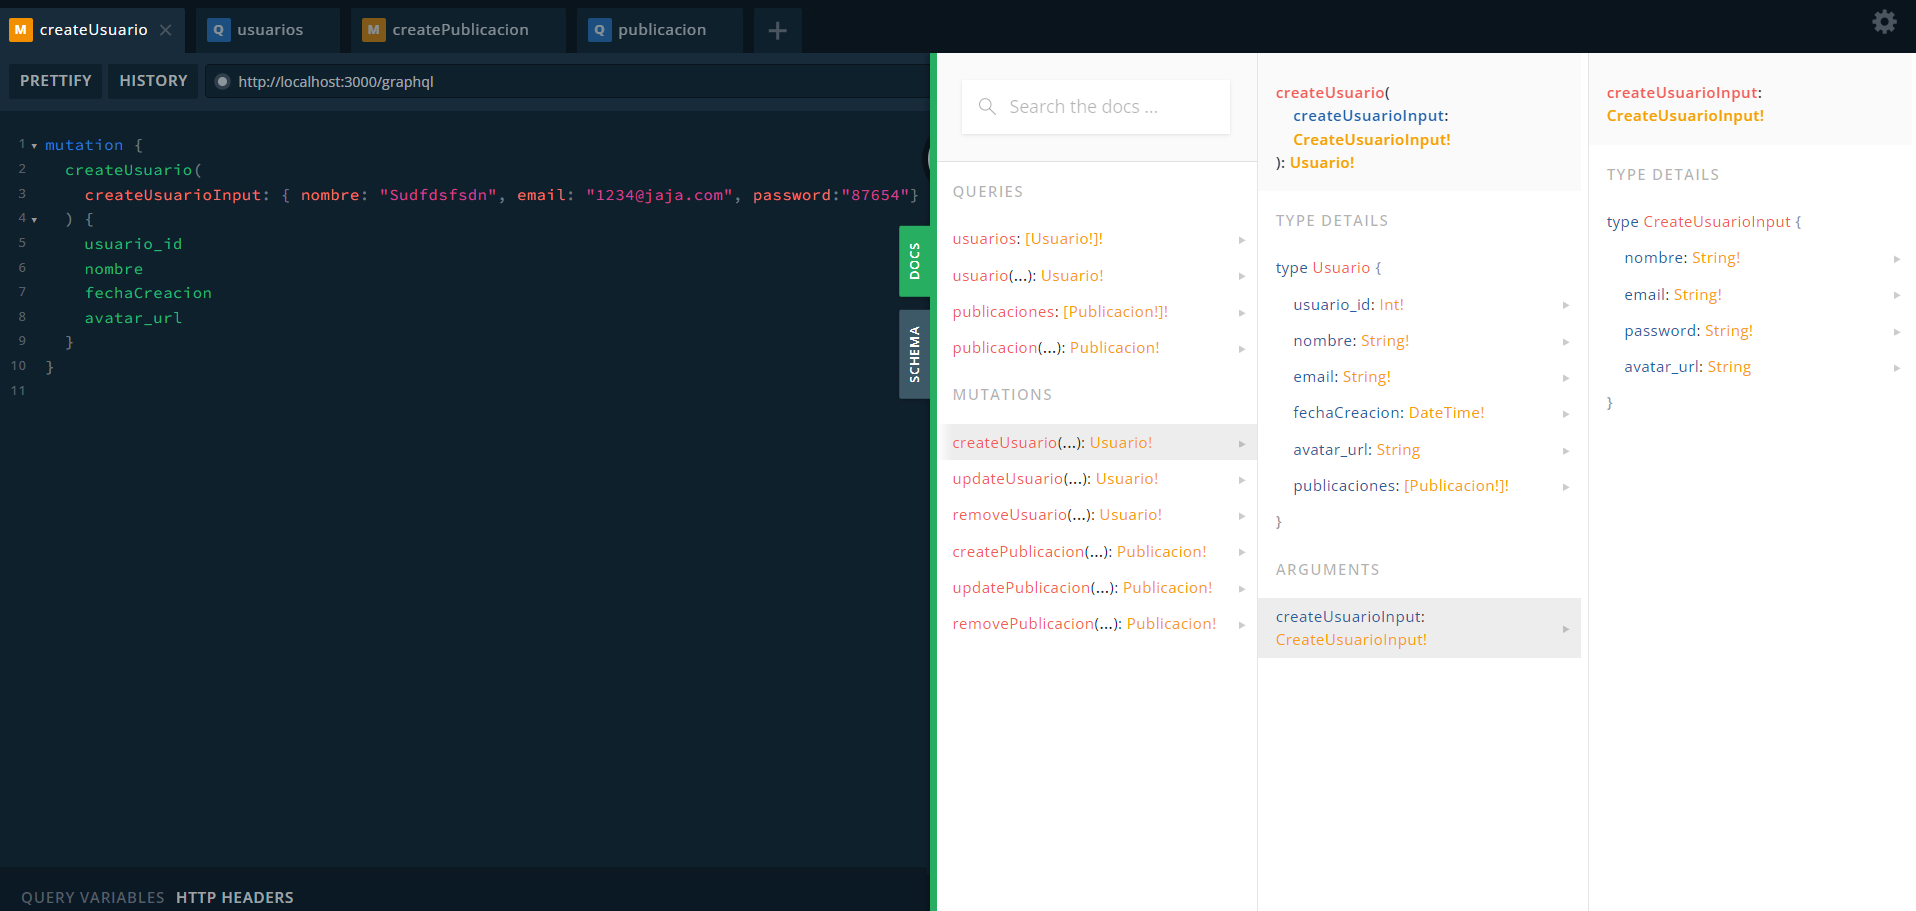 M createUsuario
Q usuarios
M createPublicacion
Q publicacion
PRETTIFY
HISTORY
http://localhost:3000/graphql
1 mutation {
2 createUsuario(
3 createUsuarioInput: { nombre: "Sudfdsfsdn", email: "1234@jaja.com", password:"87654"}
4 ) {
5 usuario_id
6 nombre
7 fechaCreacion
8 avatar_url
9 }
10 }
11
QUERY VARIABLES
HTTP HEADERS
DOCS
SCHEMA
Search the docs ...
QUERIES
usuarios: [Usuario!]!
usuario(...): Usuario!
publicaciones: [Publicacion!]!
publicacion(...): Publicacion!
MUTATIONS
createUsuario(...): Usuario!
updateUsuario(...): Usuario!
removeUsuario(...): Usuario!
createPublicacion(...): Publicacion!
updatePublicacion(...): Publicacion!
removePublicacion(...): Publicacion!
createUsuario(
createUsuarioInput:
CreateUsuarioInput!
): Usuario!
TYPE DETAILS
type Usuario {
usuario_id: Int!
nombre: String!
email: String!
fechaCreacion: DateTime!
avatar_url: String
publicaciones: [Publicacion!]!
}
ARGUMENTS
createUsuarioInput:
CreateUsuarioInput!
createUsuarioInput:
CreateUsuarioInput!
TYPE DETAILS
type CreateUsuarioInput {
nombre: String!
email: String!
password: String!
avatar_url: String
}